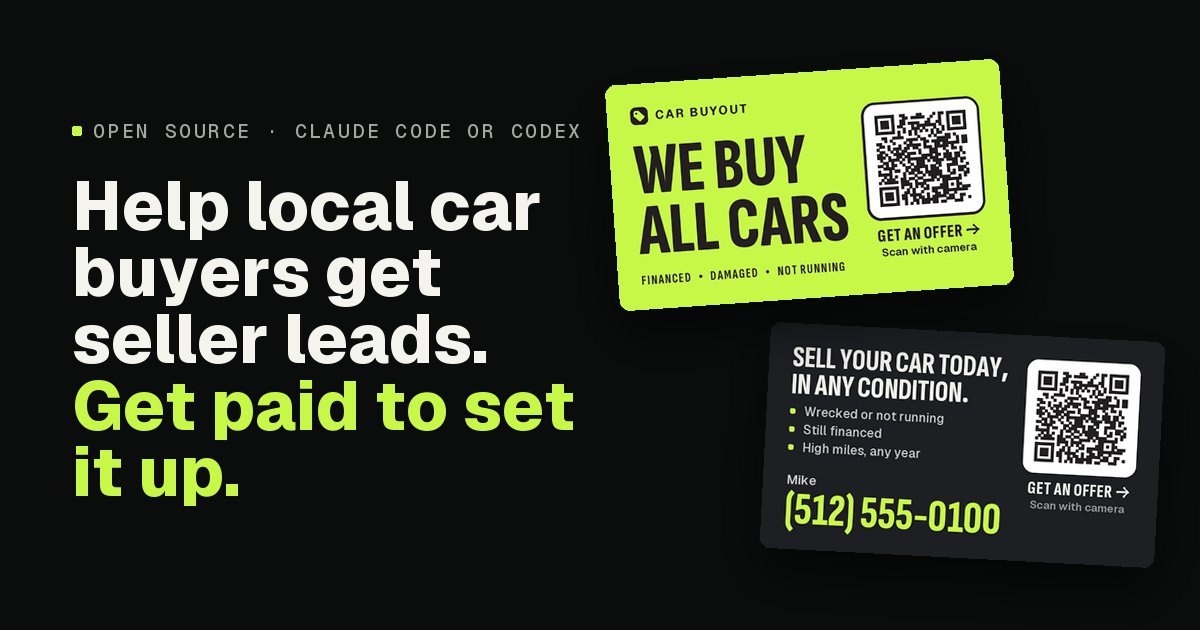 OPEN SOURCE · CLAUDE CODE OR CODEX
Help local car
buyers get
seller leads.
Get paid to set
it up.
CAR BUYOUT
WE BUY
ALL CARS
FINANCED • DAMAGED • NOT RUNNING
GET AN OFFER →
Scan with camera
SELL YOUR CAR TODAY,
IN ANY CONDITION.
Wrecked or not running
Still financed
High miles, any year
Mike
(512) 555-0100
GET AN OFFER →
Scan with camera